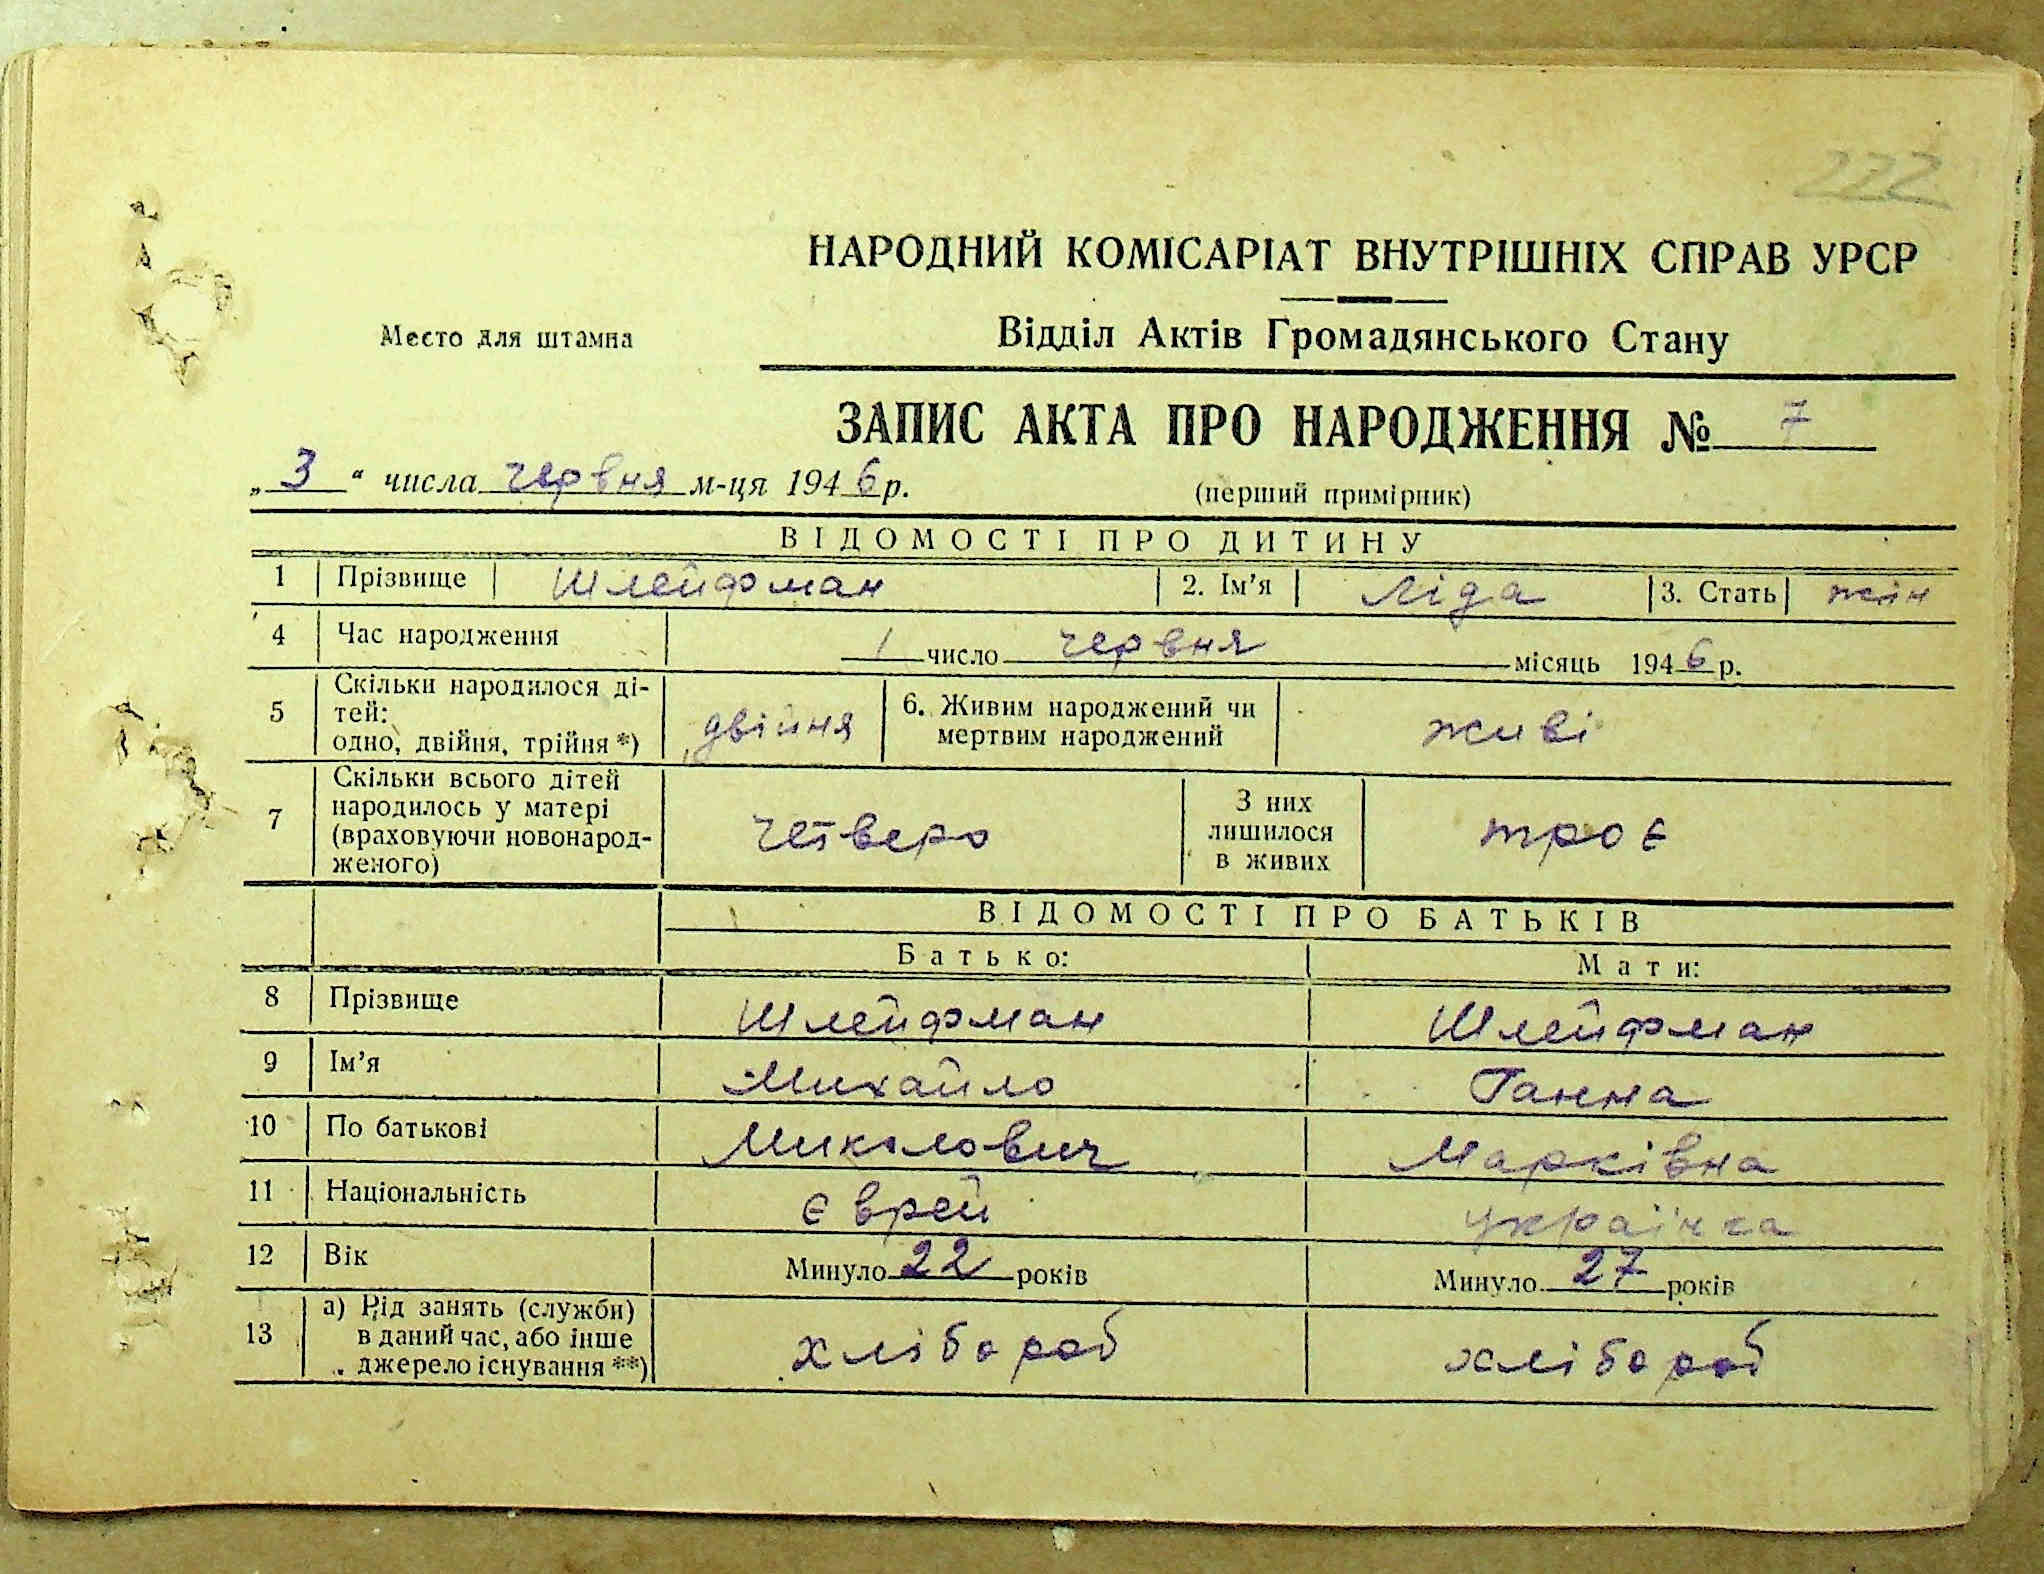 222
НАРОДНИЙ КОМІСАРІАТ ВНУТРІШНІХ СПРАВ УРСР
Место для штампа
Відділ Актів Громадянського Стану
ЗАПИС АКТА ПРО НАРОДЖЕННЯ № 7
„3“ числа червня м-ця 1946 р.
(перший примірник)
ВІДОМОСТІ ПРО ДИТИНУ
1 Прізвище Шлейфман 2. Ім’я Ліда 3. Стать жін
4 Час народження 1 число червня місяць 1946 р.
5 Скільки народилося ді-
тей:
одно, двійня, трійня *) двійня 6. Живим народжений чи
мертвим народжений живі
7 Скільки всього дітей
народилось у матері
(враховуючи новонарод-
женого) четверо З них
лишилося
в живих троє
ВІДОМОСТІ ПРО БАТЬКІВ
Батько: Мати:
8 Прізвище Шлейфман Шлейфман
9 Ім’я Михайло Ганна
10 По батькові Миколович Марківна
11 Національність Єврей українка
12 Вік Минуло 22 років Минуло 27 років
13 а) Рід занять (служби)
в даний час, або інше
джерело існування **) хлібороб хлібороб